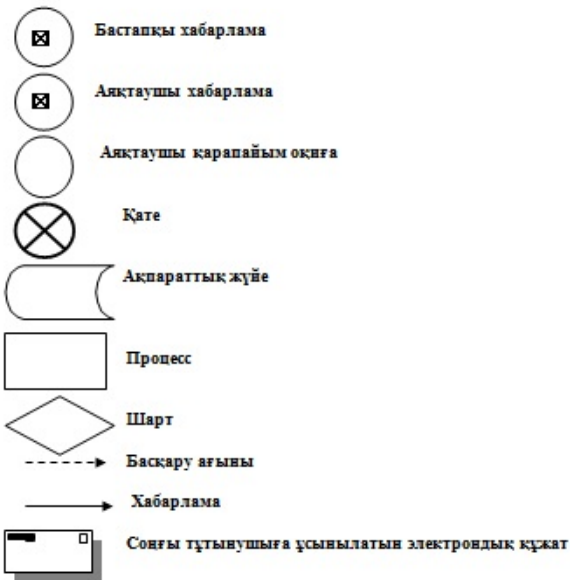 Бастапқы хабарлама
Аяқтаушы хабарлама
Аяқтаушы қарапайым оқиға
Қате
Ақпараттық жүйе
Процесс
Шарт
Басқару ағыны
Хабарлама
Соңғы тұтынушыға ұсынылатын электрондық құжат